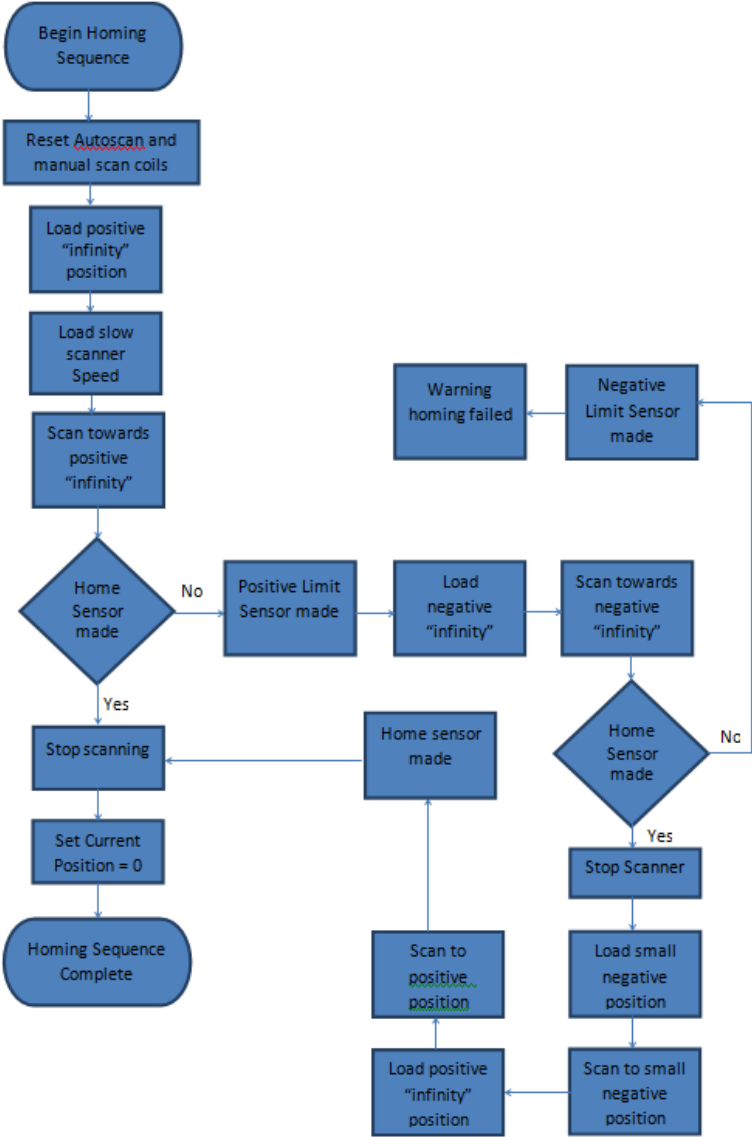 Begin Homing
Sequence
Reset Autoscan and
manual scan coils
Load positive
“infinity”
position
Load slow
scanner
Speed
Scan towards
positive
“infinity”
Home
Sensor
made
No
Yes
Positive Limit
Sensor made
Load
negative
“infinity”
Scan towards
negative
“infinity”
Home
Sensor
made
No
Yes
Negative
Limit Sensor
made
Warning
homing failed
Stop Scanner
Load small
negative
position
Scan to small
negative
position
Load positive
“infinity”
position
Scan to
positive
position
Home sensor
made
Stop scanning
Set Current
Position = 0
Homing Sequence
Complete